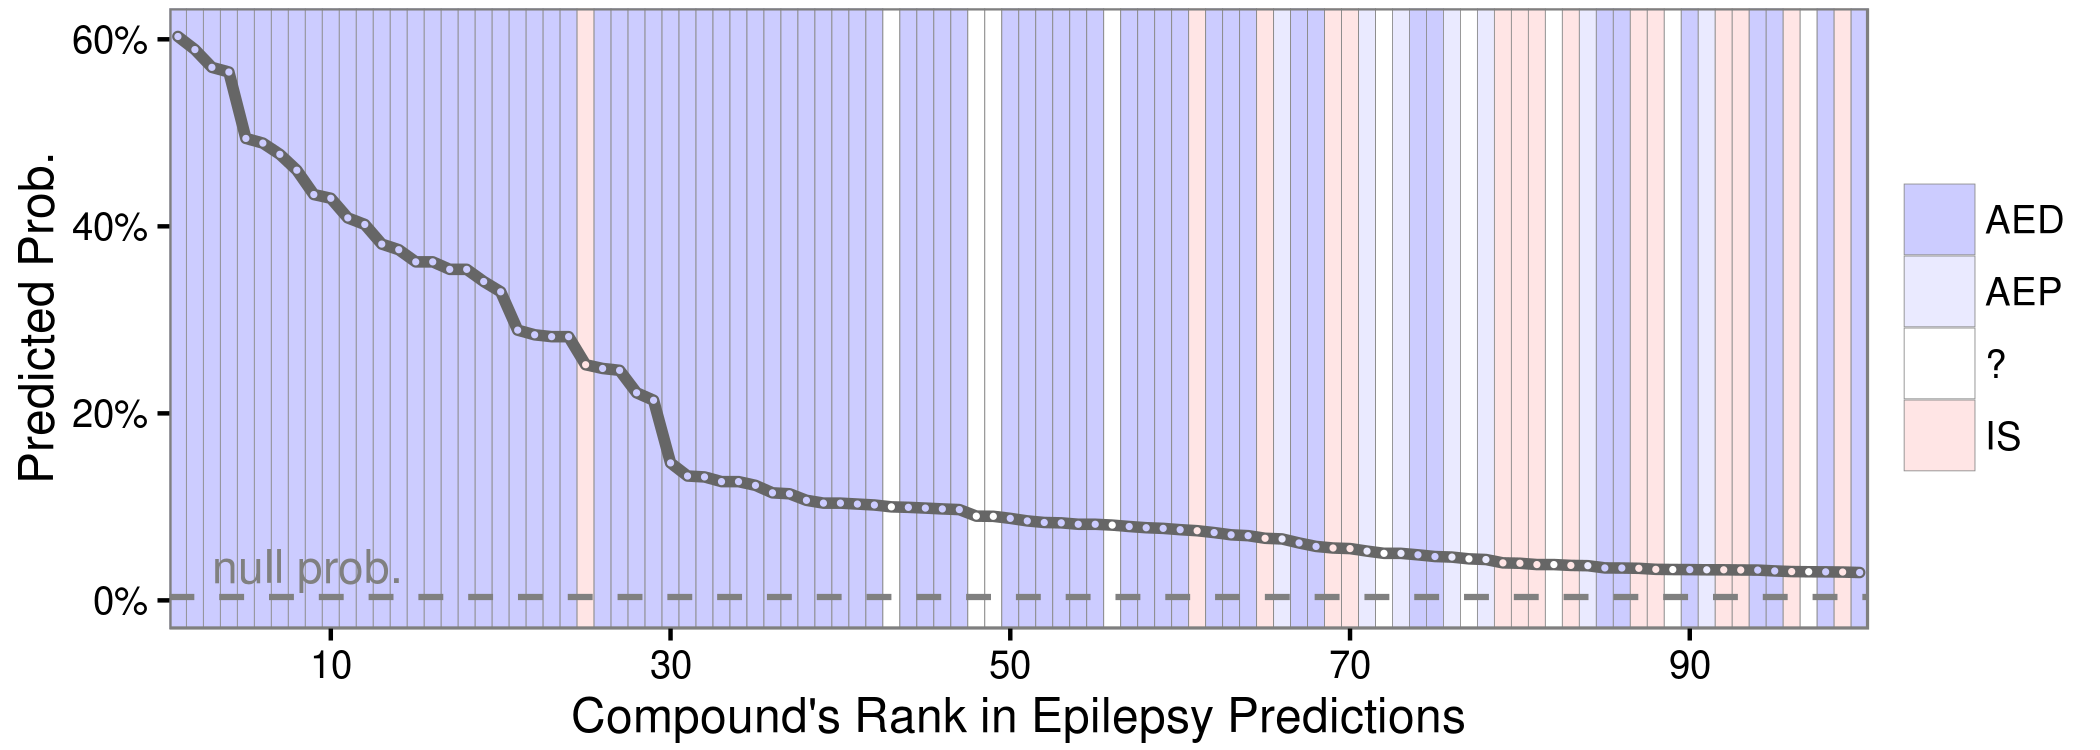 Predicted Prob.
60%
40%
20%
0%
null prob.
10
30
50
70
90
Compound's Rank in Epilepsy Predictions
AED
AEP
?
IS